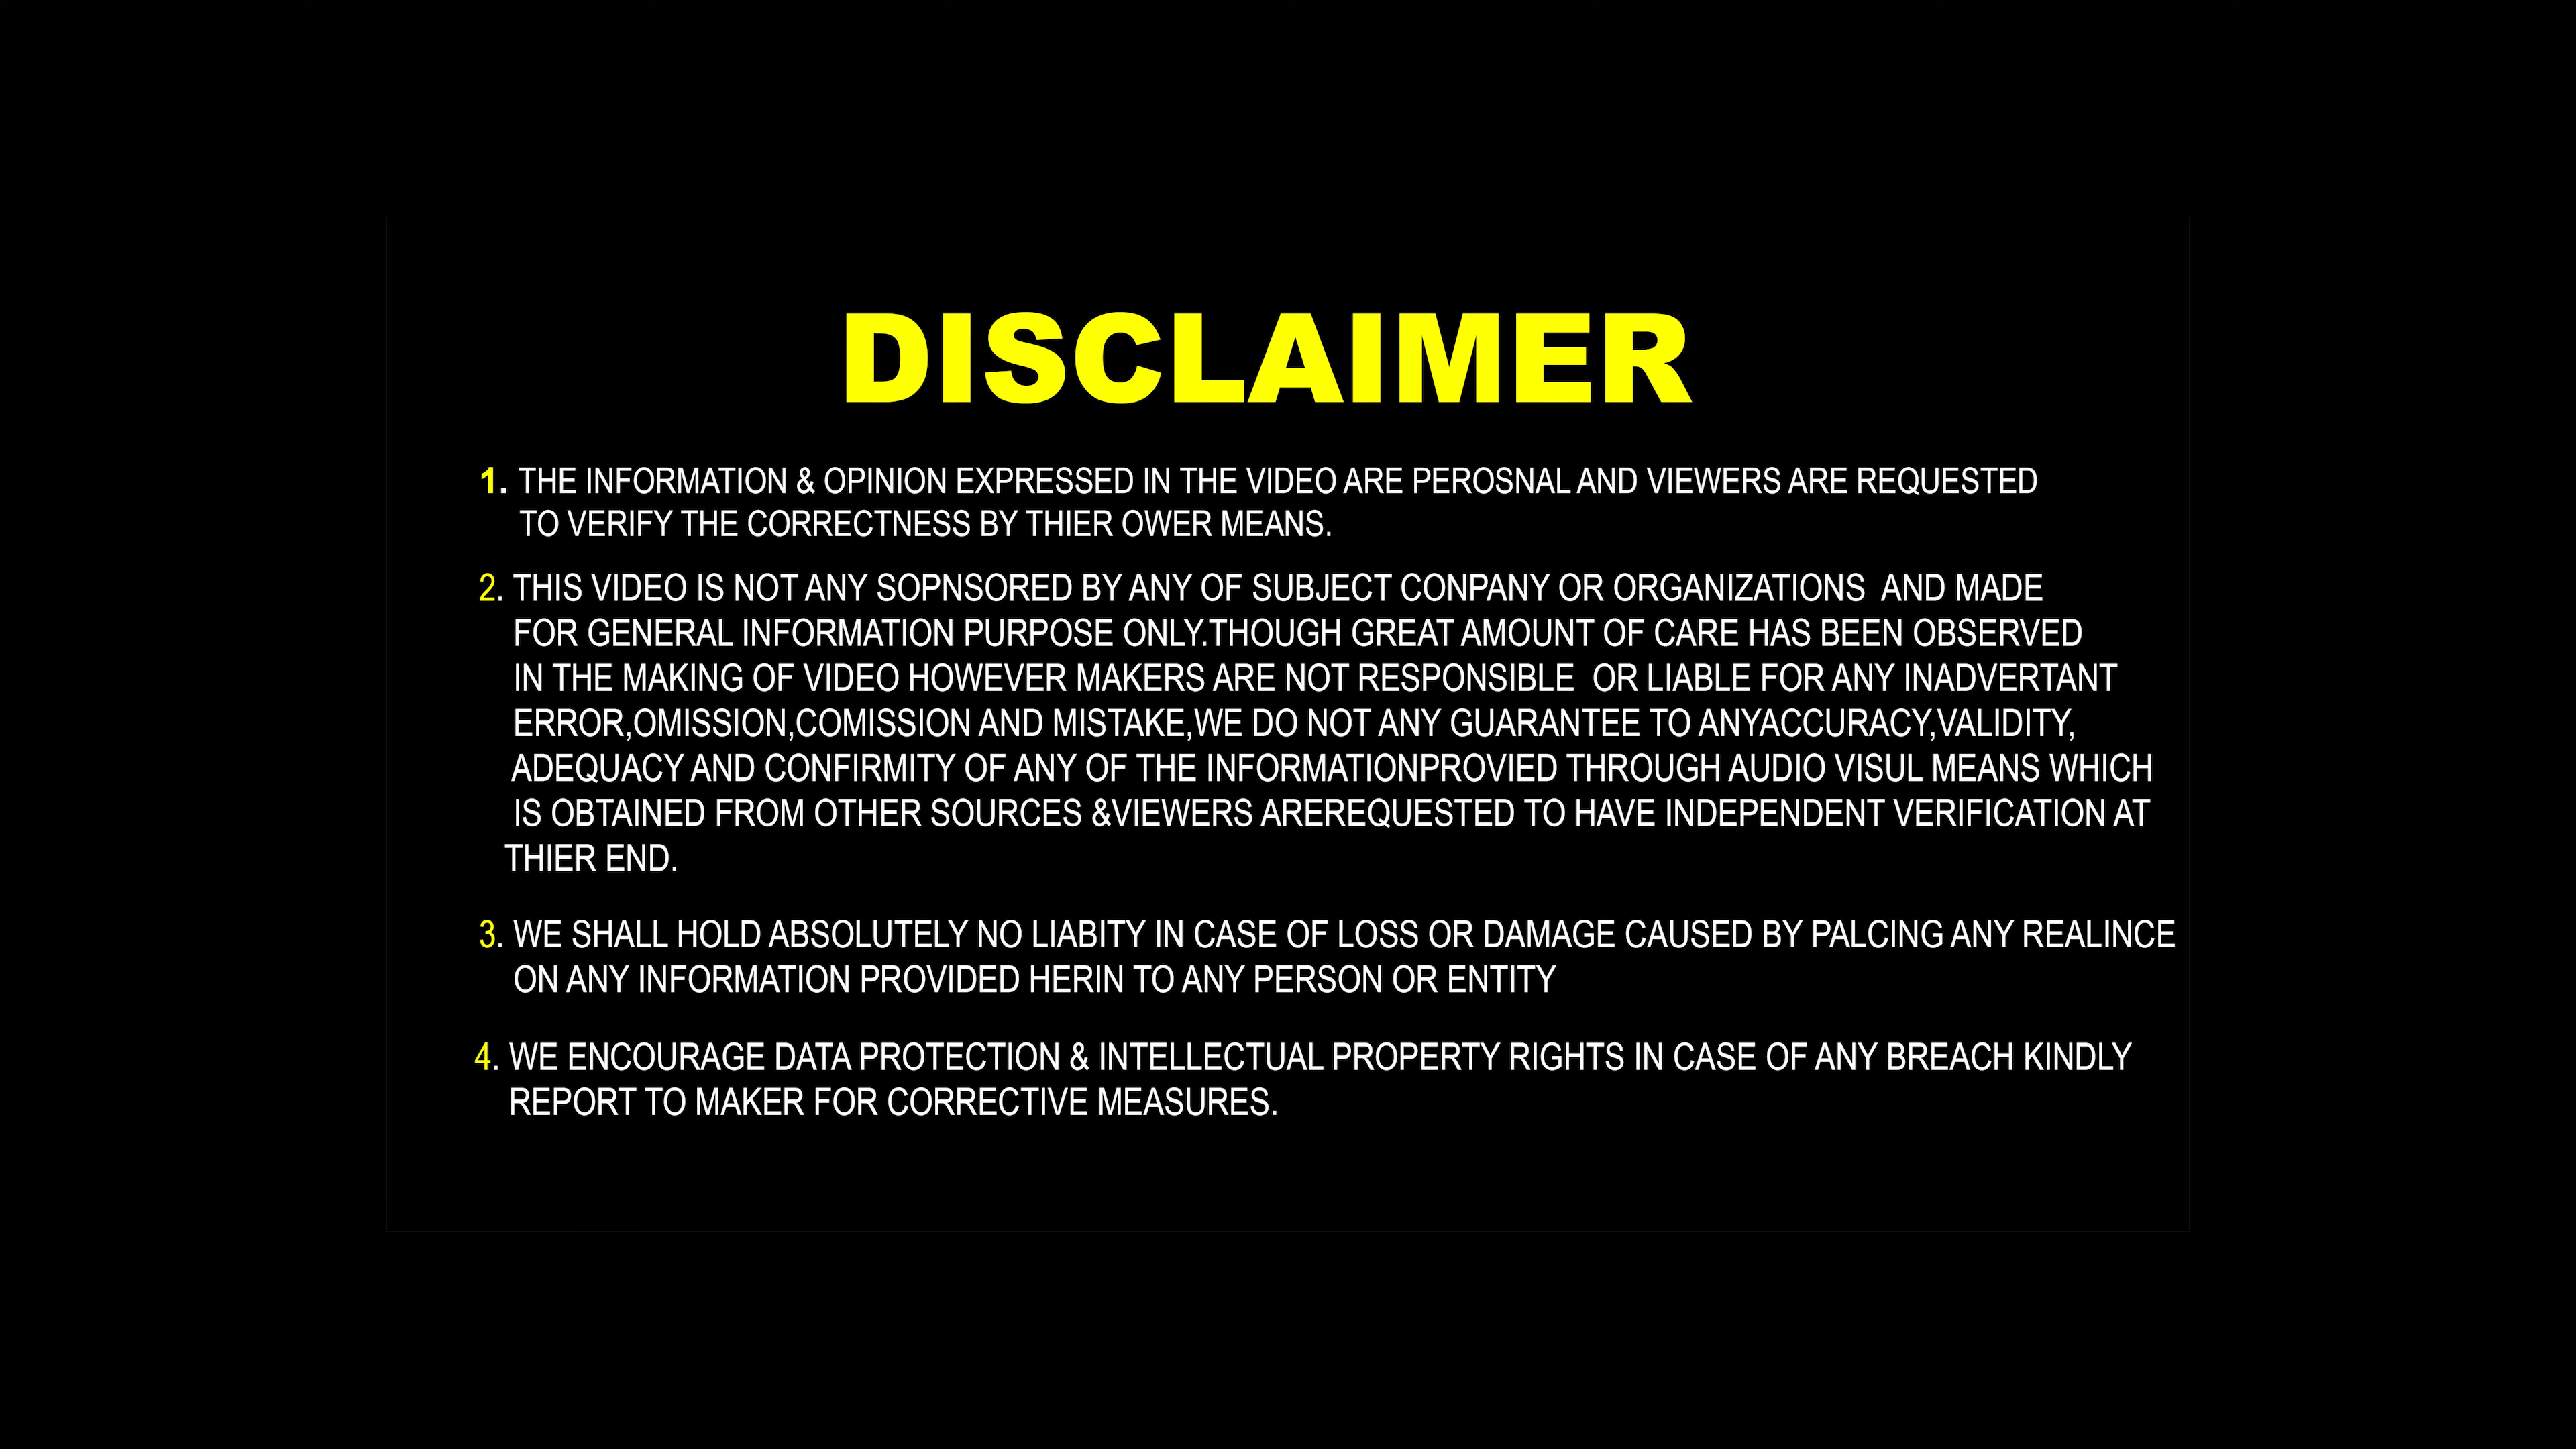 DISCLAIMER
1. THE INFORMATION & OPINION EXPRESSED IN THE VIDEO ARE PEROSNAL AND VIEWERS ARE REQUESTED
TO VERIFY THE CORRECTNESS BY THIER OWER MEANS.
2. THIS VIDEO IS NOT ANY SOPNSORED BY ANY OF SUBJECT CONPANY OR ORGANIZATIONS AND MADE
FOR GENERAL INFORMATION PURPOSE ONLY.THOUGH GREAT AMOUNT OF CARE HAS BEEN OBSERVED
IN THE MAKING OF VIDEO HOWEVER MAKERS ARE NOT RESPONSIBLE OR LIABLE FOR ANY INADVERTANT
ERROR,OMISSION,COMISSION AND MISTAKE,WE DO NOT ANY GUARANTEE TO ANYACCURACY,VALIDITY,
ADEQUACY AND CONFIRMITY OF ANY OF THE INFORMATIONPROVIED THROUGH AUDIO VISUL MEANS WHICH
IS OBTAINED FROM OTHER SOURCES &VIEWERS AREREQUESTED TO HAVE INDEPENDENT VERIFICATION AT
THIER END.
3. WE SHALL HOLD ABSOLUTELY NO LIABITY IN CASE OF LOSS OR DAMAGE CAUSED BY PALCING ANY REALINCE
ON ANY INFORMATION PROVIDED HERIN TO ANY PERSON OR ENTITY
4. WE ENCOURAGE DATA PROTECTION & INTELLECTUAL PROPERTY RIGHTS IN CASE OF ANY BREACH KINDLY
REPORT TO MAKER FOR CORRECTIVE MEASURES.